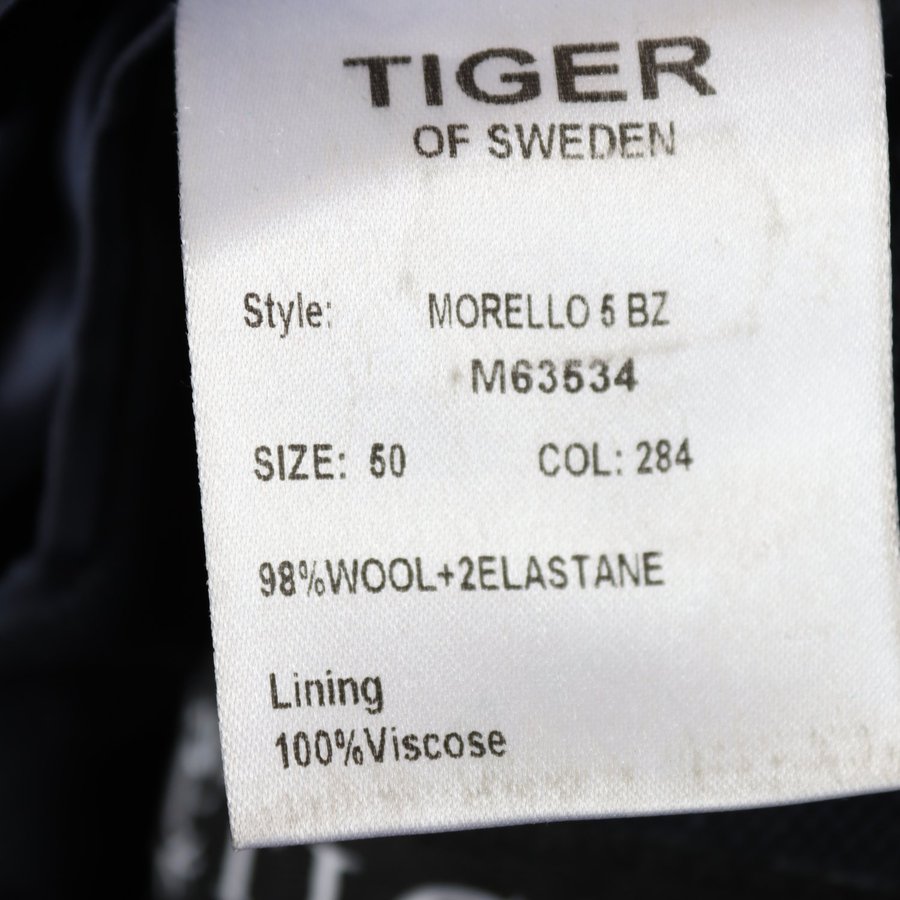 TIGER
OF SWEDEN
Style: MORELLO 5 BZ
M63534
SIZE: 50 COL: 284
98%WOOL+2ELASTANE
Lining
100%Viscose